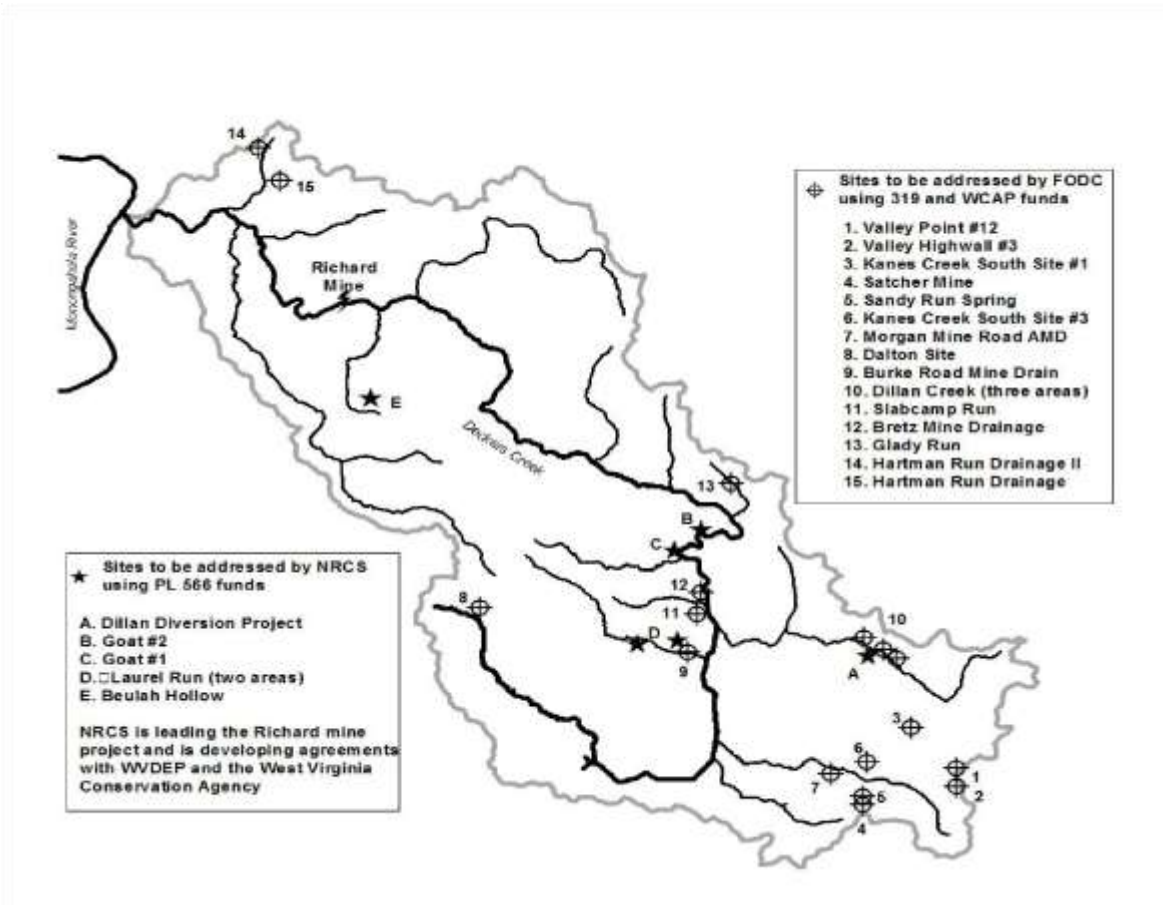 14
15
Monongahela River
Richard
Mine
E
Deckers Creek
13
B
C
12
11
8
D
9
10
A
3
6
7
1
2
5
4
Sites to be addressed by FODC
using 319 and WCAP funds
1. Valley Point #12
2. Valley Highwall #3
3. Kanes Creek South Site #1
4. Satcher Mine
5. Sandy Run Spring
6. Kanes Creek South Site #3
7. Morgan Mine Road AMD
8. Dalton Site
9. Burke Road Mine Drain
10. Dillan Creek (three areas)
11. Slabcamp Run
12. Bretz Mine Drainage
13. Glady Run
14. Hartman Run Drainage II
15. Hartman Run Drainage
Sites to be addressed by NRCS
using PL 566 funds
A. Dillan Diversion Project
B. Goat #2
C. Goat #1
D.□Laurel Run (two areas)
E. Beulah Hollow
NRCS is leading the Richard mine
project and is developing agreements
with WVDEP and the West Virginia
Conservation Agency